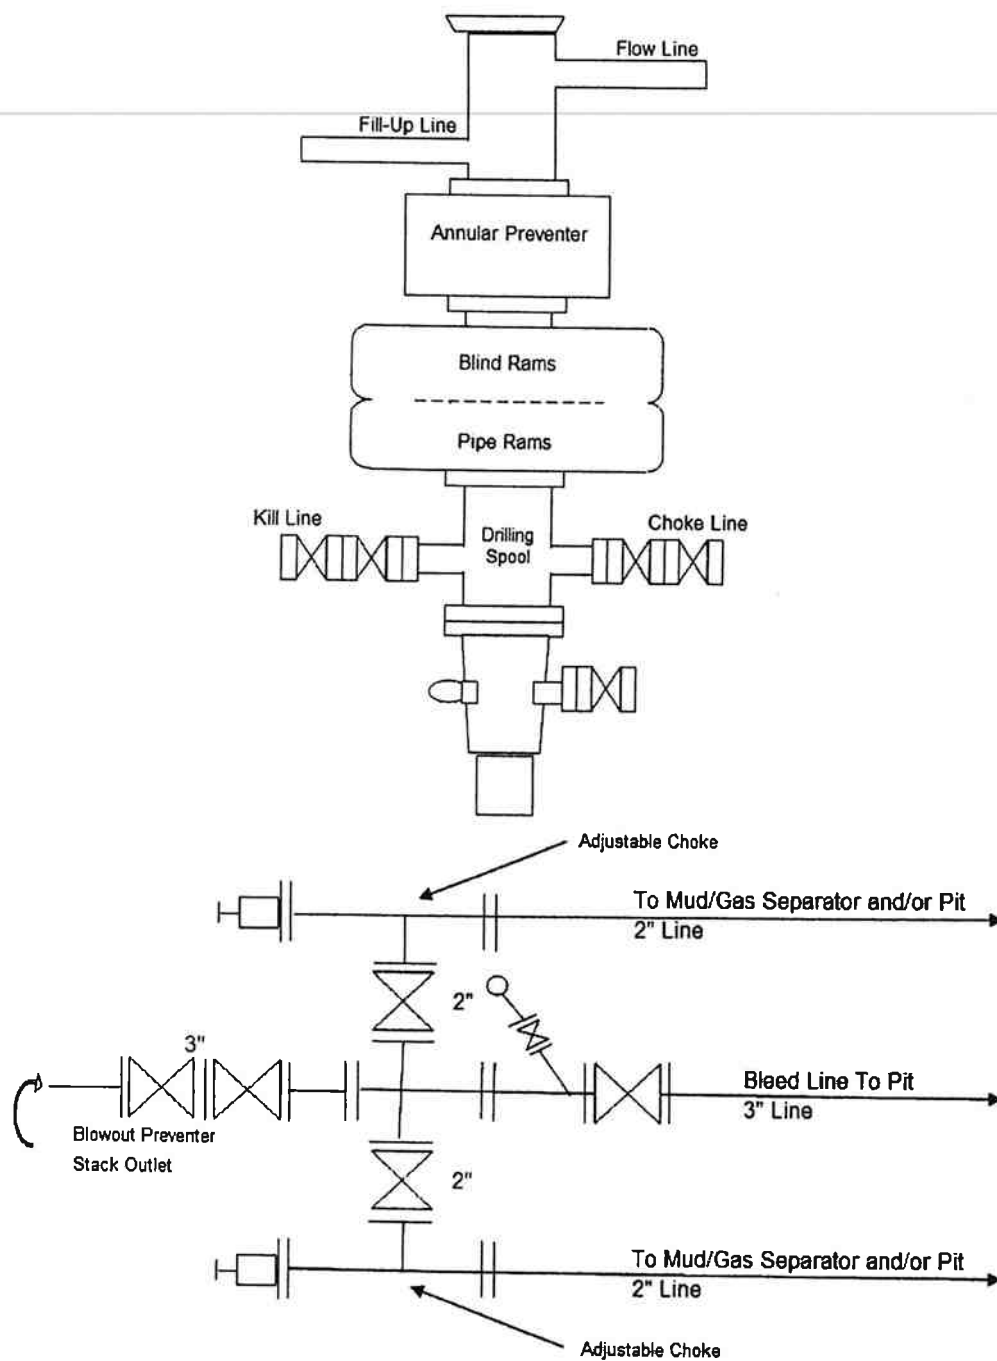 Flow Line
Fill-Up Line
Annular Preventer
Blind Rams
Pipe Rams
Kill Line
Drilling
Spool
Choke Line
Adjustable Choke
To Mud/Gas Separator and/or Pit
2" Line
2"
3"
Bleed Line To Pit
3" Line
Blowout Preventer
Stack Outlet
2"
To Mud/Gas Separator and/or Pit
2" Line
Adjustable Choke